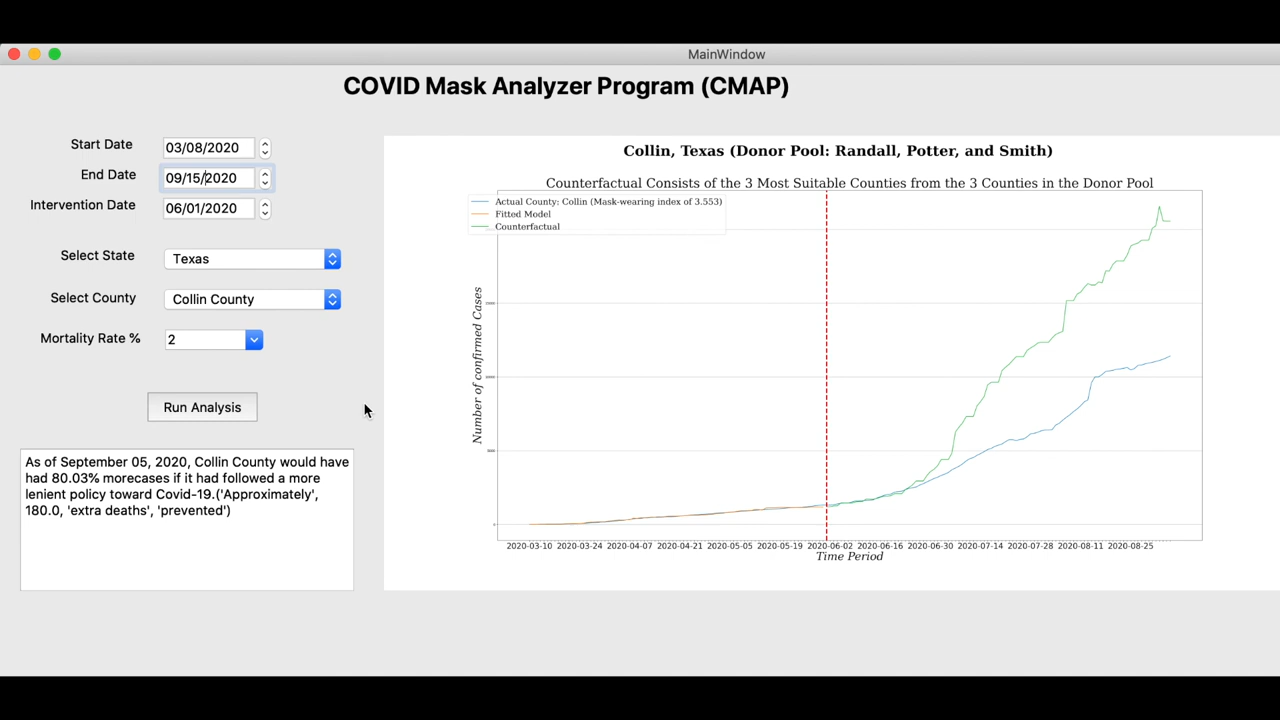 MainWindow
COVID Mask Analyzer Program (CMAP)
Start Date 03/08/2020
End Date 09/15/2020
Intervention Date 06/01/2020
Select State Texas
Select County Collin County
Mortality Rate % 2
Run Analysis
As of September 05, 2020, Collin County would have
had 80.03% morecases if it had followed a more
lenient policy toward Covid-19.('Approximately',
180.0, 'extra deaths', 'prevented')
Collin, Texas (Donor Pool: Randall, Potter, and Smith)
Counterfactual Consists of the 3 Most Suitable Counties from the 3 Counties in the Donor Pool
Actual County: Collin (Mask-wearing index of 3.553)
Fitted Model
Counterfactual
Number of confirmed Cases
2020-03-10 2020-03-24 2020-04-07 2020-04-21 2020-05-05 2020-05-19 2020-06-02 2020-06-16 2020-06-30 2020-07-14 2020-07-28 2020-08-11 2020-08-25
Time Period